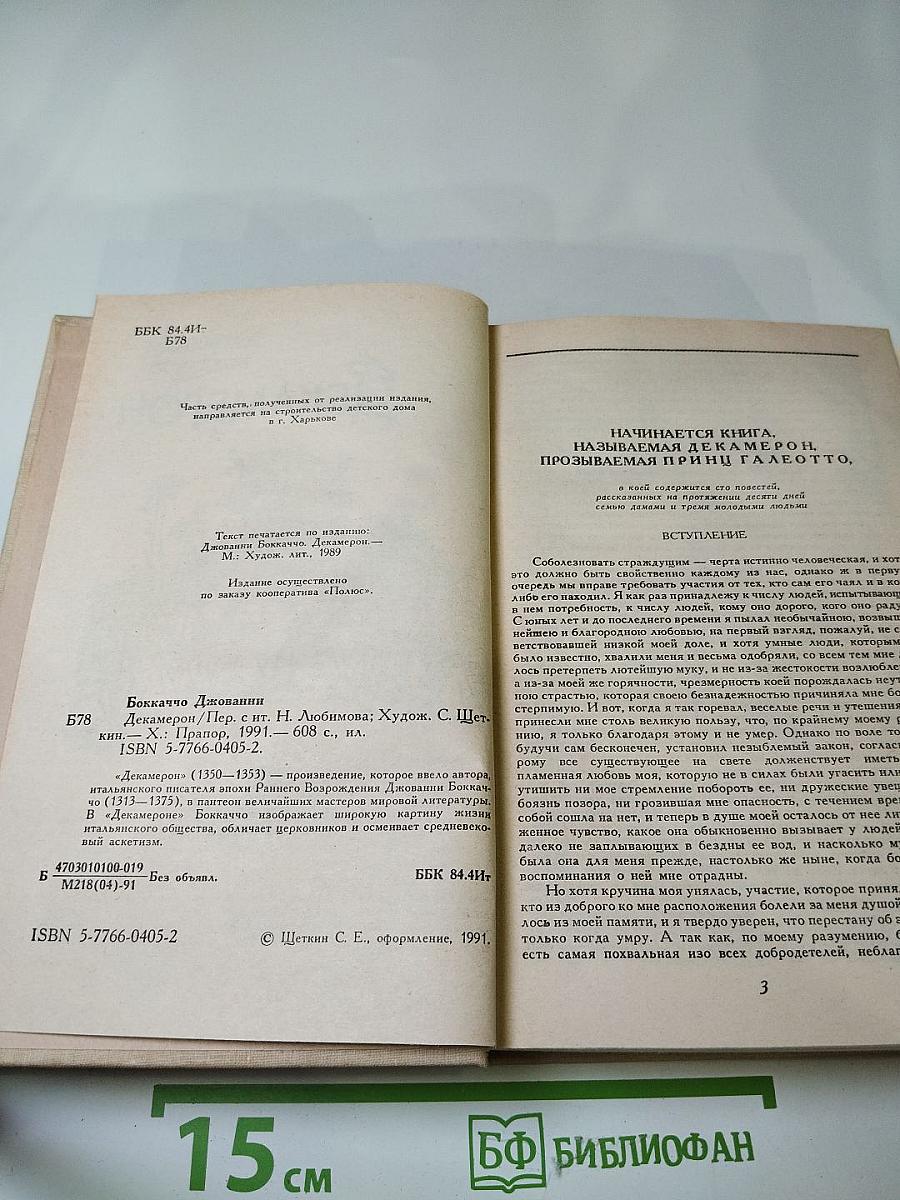 ББК 84.4И-
Б78
Часть средств, полученных от реализации издания,
направляется на строительство детского дома
в г. Харькове
Текст печатается по изданию:
Джованни Боккаччо. Декамерон.—
М.: Худож. лит., 1989
Издание осуществлено
по заказу кооператива «Полюс».
Боккаччо Джованни
Б78 Декамерон/Пер. с ит. Н. Любимова; Худож. С. Щет-
кин.— Х.: Прапор, 1991.— 608 с., ил.
ISBN 5-7766-0405-2.
«Декамерон» (1350—1353) — произведение, которое ввело автора,
итальянского писателя эпохи Раннего Возрождения Джованни Боккач-
чо (1313—1375), в пантеон величайших мастеров мировой литературы.
В «Декамероне» Боккаччо изображает широкую картину жизни
итальянского общества, обличает церковников и осмеивает средневеко-
вый аскетизм.
Б 4703010100-019
М218(04)-91 Без объявл. ББК 84.4Ит
ISBN 5-7766-0405-2 © Щеткин С. Е., оформление, 1991.
НАЧИНАЕТСЯ КНИГА,
НАЗЫВАЕМАЯ ДЕКАМЕРОН,
ПРОЗЫВАЕМАЯ ПРИНЦ ГАЛЕОТТО,
в коей содержится сто повестей,
рассказанных на протяжении десяти дней
семью дамами и тремя молодыми людьми
ВСТУПЛЕНИЕ
Соболезновать страждущим — черта истинно человеческая, и хот
это должно быть свойственно каждому из нас, однако ж в перву
очередь мы вправе требовать участия от тех, кто сам его чаял и в ко
либо его находил. Я как раз принадлежу к числу людей, испытывающ
в нем потребность, к числу людей, кому оно дорого, кого оно раду
С юных лет и до последнего времени я пылал необычайною, возвыш
нейшею и благородною любовью, на первый взгляд, пожалуй, не с
ветствовавшей низкой моей доле, и хотя умные люди, которым
было известно, хвалили меня и весьма одобряли, со всем тем мне
лось претерпеть лютейшую муку, и не из-за жестокости возлюбле
а из-за моей же горячности, чрезмерность коей порождалась неут
ною страстью, которая своею безнадежностью причиняла мне бо
стерпимую. И вот, когда я так горевал, веселые речи и утешения
принесли мне столь великую пользу, что, по крайнему моему р
нию, я только благодаря этому и не умер. Однако по воле то
будучи сам бесконечен, установил незыблемый закон, соглас
рому все существующее на свете долженствует иметь
пламенная любовь моя, которую не в силах были угасить или
утишить ни мое стремление побороть ее, ни дружеские увещ
боязнь позора, ни грозившая мне опасность, с течением вре
собой сошла на нет, и теперь в душе моей осталось от нее ли
женное чувство, какое она обыкновенно вызывает у людей
далеко не заплывающих в бездны ее вод, и насколько му
была она для меня прежде, настолько же ныне, когда бо
воспоминания о ней мне отрадны.
Но хотя кручина моя унялась, участие, которое приня
кто из доброго ко мне расположения болели за меня душой
лось из моей памяти, и я твердо уверен, что перестану об э
только когда умру. А так как, по моему разумению, б
есть самая похвальная изо всех добродетелей, неблаг
3
15 см
БФ БИБЛИОФАН